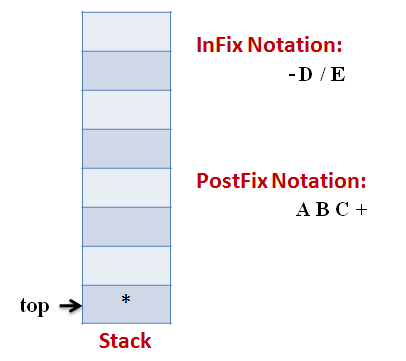 InFix Notation:
- D / E
PostFix Notation:
A B C +
top
*
Stack